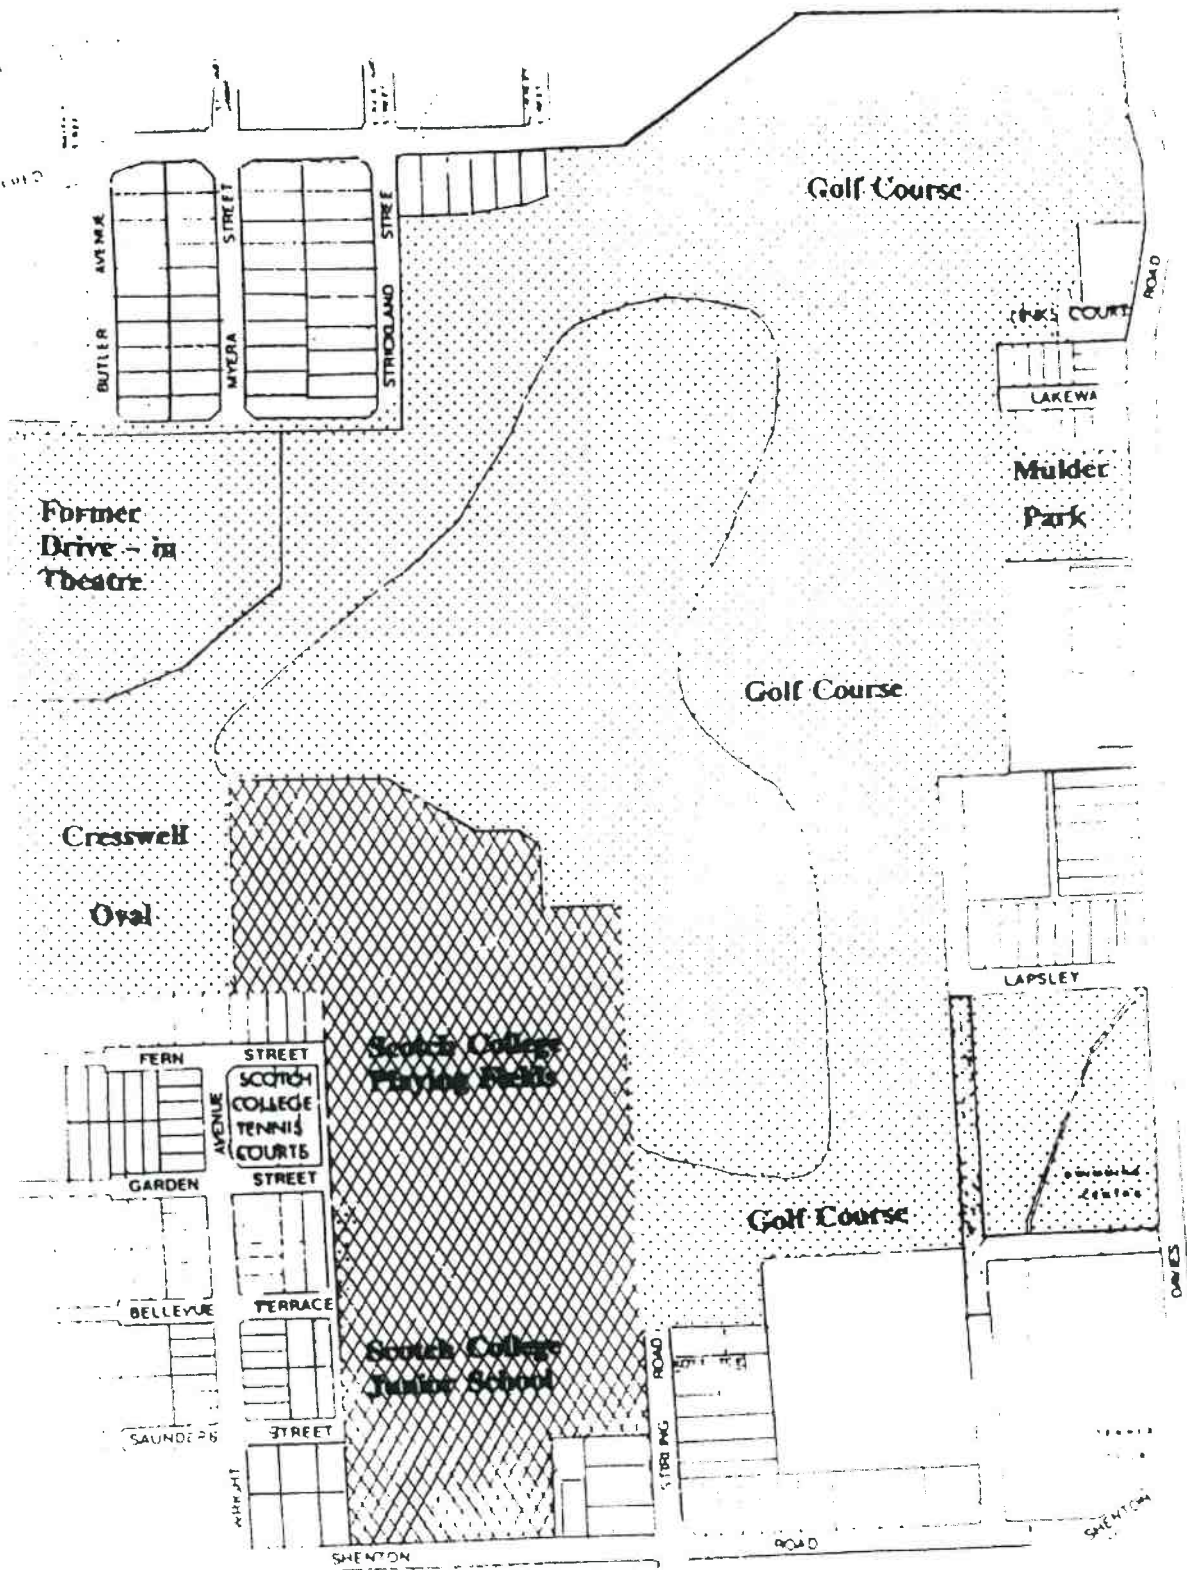 Golf Course
AVENUE
STREET
STREE
BUTLER
MYERA
STRICKLAND
ROAD
LINKS COURT
LAKEWA
Mulder
Park
Former
Drive - in
Theatre
Golf Course
Cresswell
Oval
LAPSLEY
Scotch College
Playing Fields
FERN STREET
SCOTCH
COLLEGE
TENNIS
COURTS
AVENUE
GARDEN STREET
Golf Course
Centre
DAVIES
BELLEVUE TERRACE
Scotch College
Junior School
ROAD
STIRLING
SAUNDERS STREET
WRIGHT
SHENTON ROAD
SHENTON